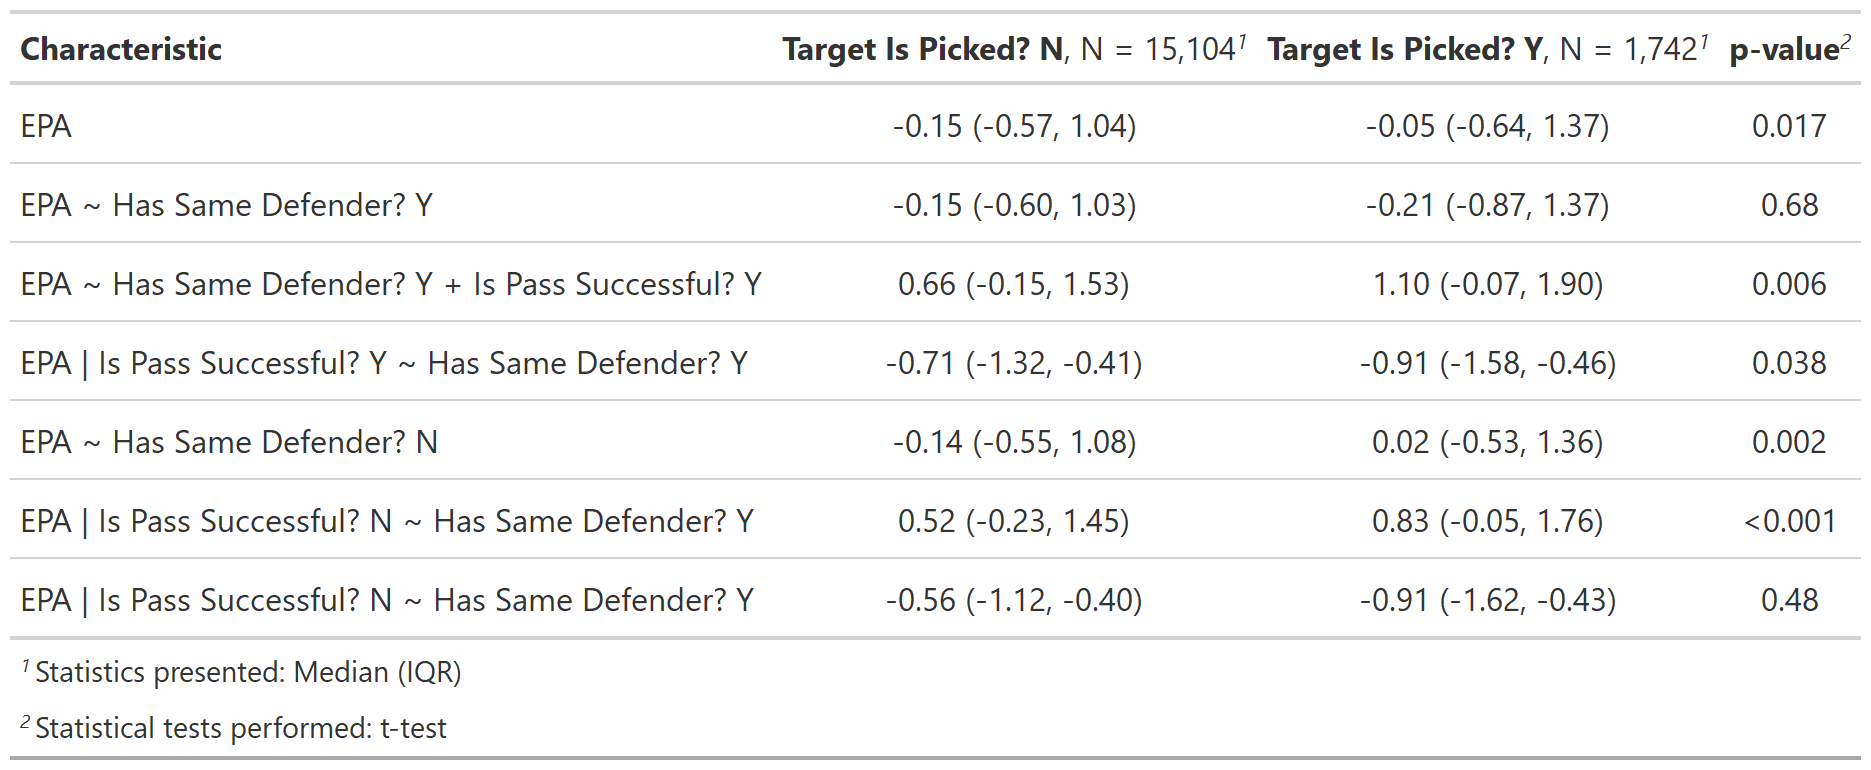 Characteristic Target Is Picked? N, N = 15,104¹ Target Is Picked? Y, N = 1,742¹ p-value²
EPA -0.15 (-0.57, 1.04) -0.05 (-0.64, 1.37) 0.017
EPA ~ Has Same Defender? Y -0.15 (-0.60, 1.03) -0.21 (-0.87, 1.37) 0.68
EPA ~ Has Same Defender? Y + Is Pass Successful? Y 0.66 (-0.15, 1.53) 1.10 (-0.07, 1.90) 0.006
EPA | Is Pass Successful? Y ~ Has Same Defender? Y -0.71 (-1.32, -0.41) -0.91 (-1.58, -0.46) 0.038
EPA ~ Has Same Defender? N -0.14 (-0.55, 1.08) 0.02 (-0.53, 1.36) 0.002
EPA | Is Pass Successful? N ~ Has Same Defender? Y 0.52 (-0.23, 1.45) 0.83 (-0.05, 1.76) <0.001
EPA | Is Pass Successful? N ~ Has Same Defender? Y -0.56 (-1.12, -0.40) -0.91 (-1.62, -0.43) 0.48
¹ Statistics presented: Median (IQR)
² Statistical tests performed: t-test